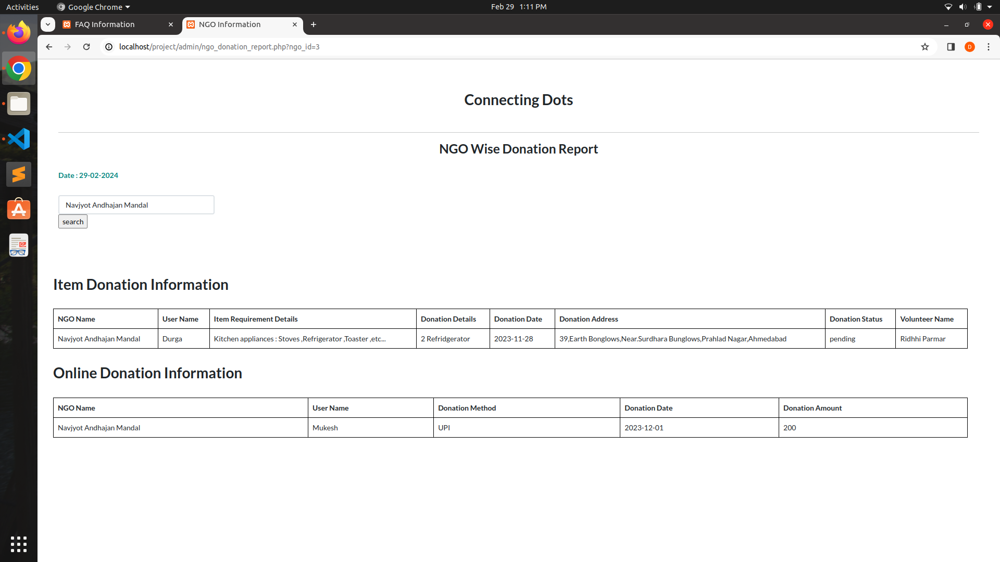 Activities Google Chrome Feb 29 1:11 PM
FAQ Information NGO Information
localhost/project/admin/ngo_donation_report.php?ngo_id=3 D
Connecting Dots
NGO Wise Donation Report
Date : 29-02-2024
Navjyot Andhajan Mandal
search
Item Donation Information
NGO Name User Name Item Requirement Details Donation Details Donation Date Donation Address Donation Status Volunteer Name
Navjyot Andhajan Mandal Durga Kitchen appliances : Stoves ,Refrigerator ,Toaster ,etc... 2 Refridgerator 2023-11-28 39,Earth Bonglows,Near.Surdhara Bunglows,Prahlad Nagar,Ahmedabad pending Ridhhi Parmar
Online Donation Information
NGO Name User Name Donation Method Donation Date Donation Amount
Navjyot Andhajan Mandal Mukesh UPI 2023-12-01 200